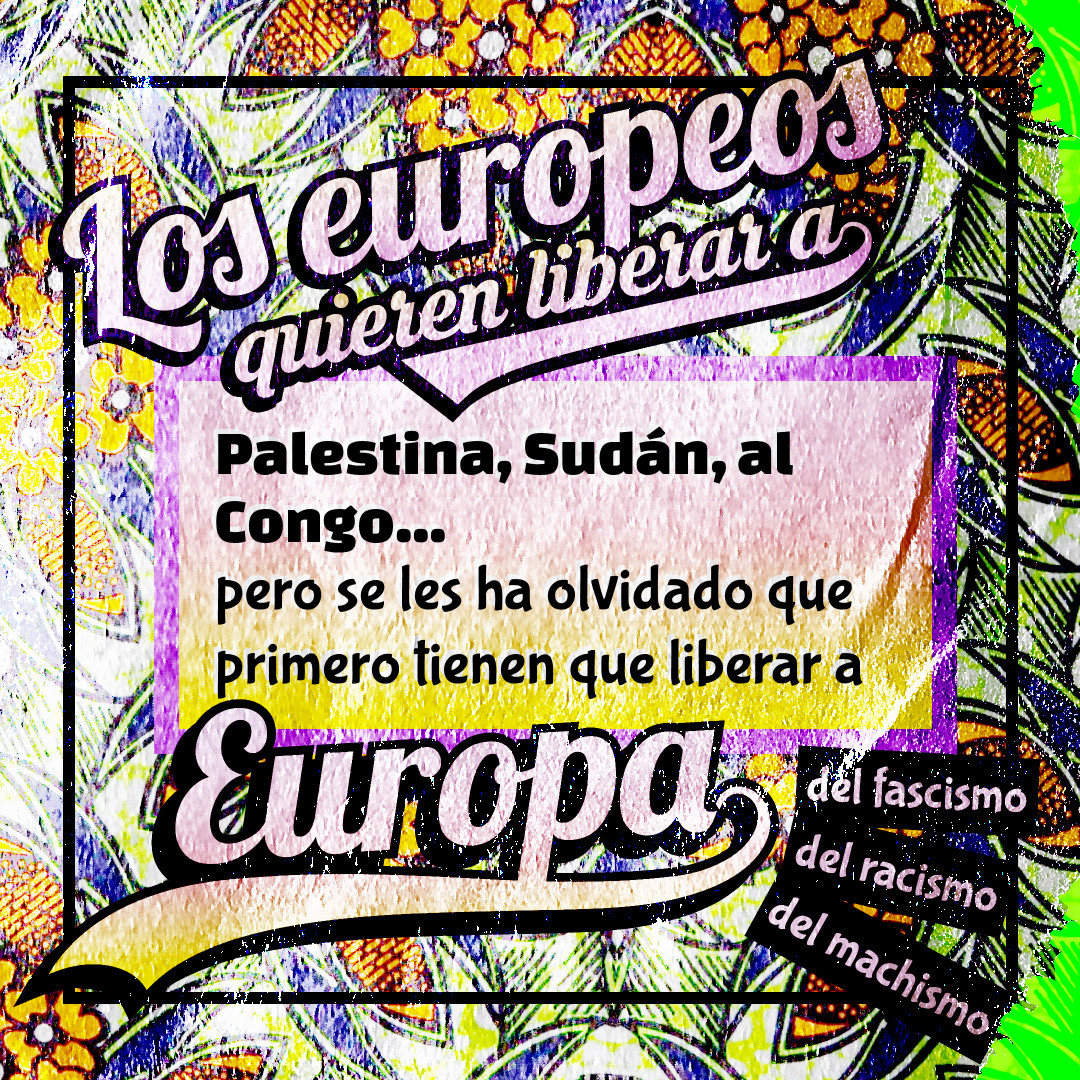 Los europeos
quieren liberar a
Palestina, Sudán, al
Congo...
pero se les ha olvidado que
primero tienen que liberar a
Europa
del fascismo
del racismo
del machismo